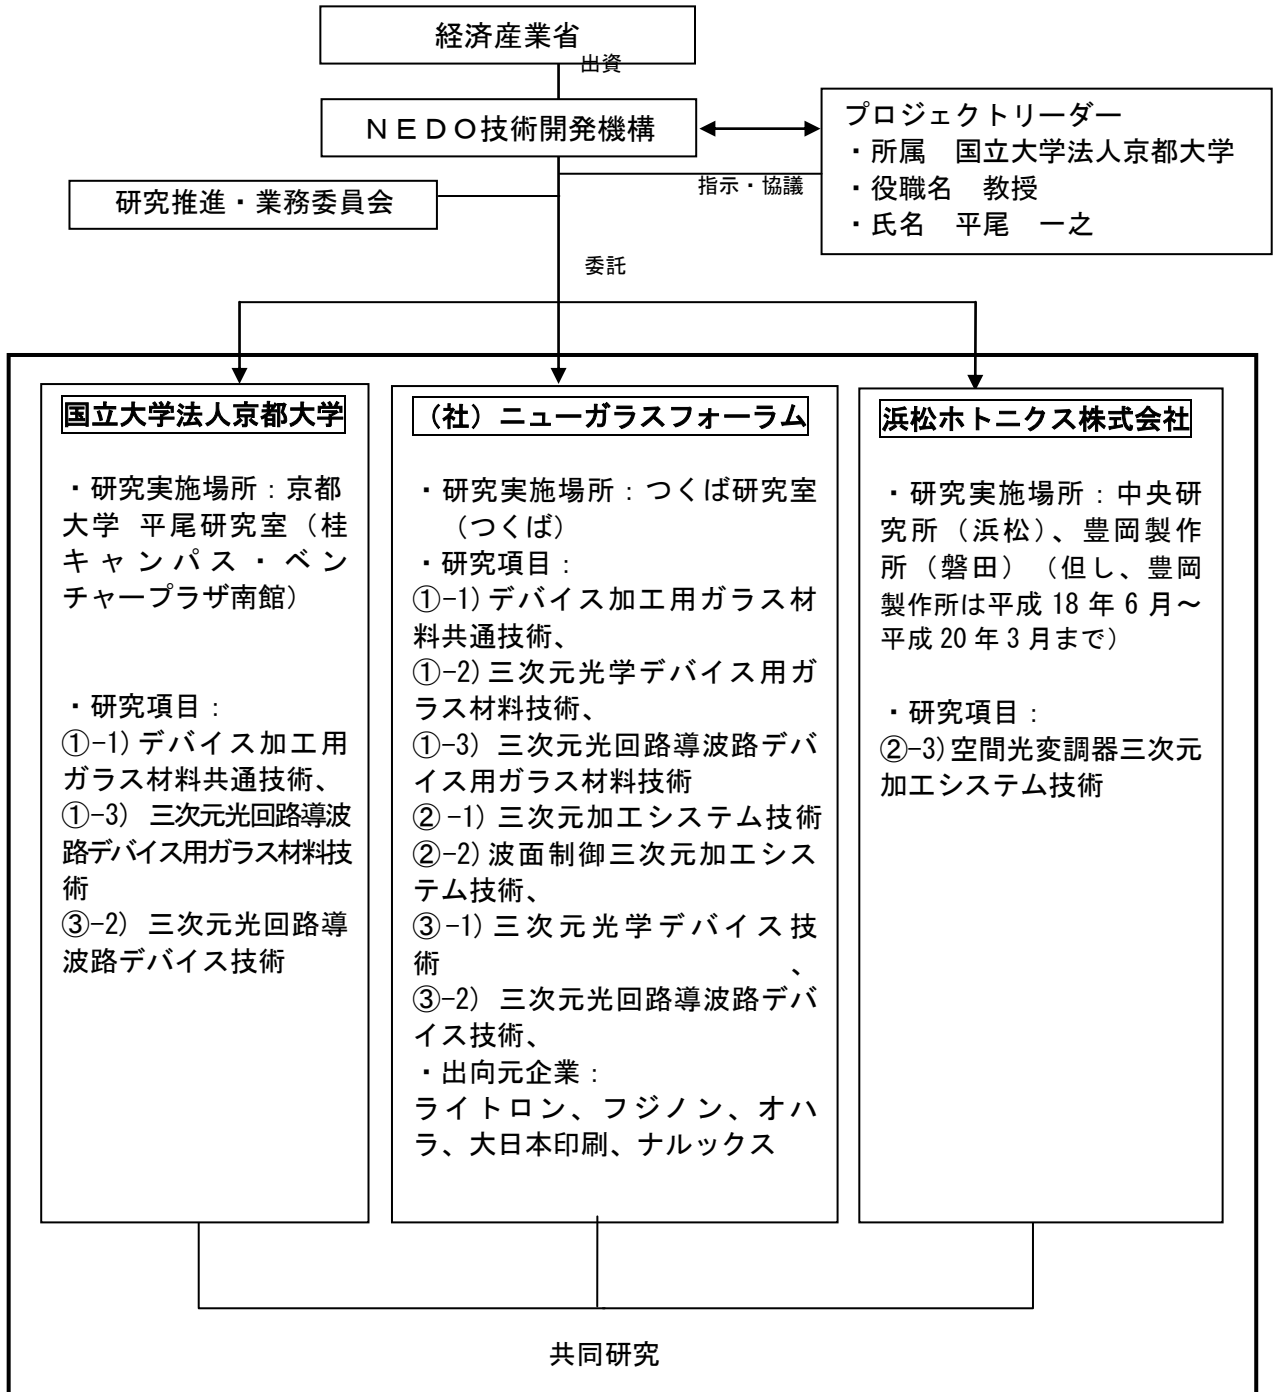 経済産業省
出資
ＮＥＤＯ技術開発機構
プロジェクトリーダー
・所属　国立大学法人京都大学
・役職名　教授
・氏名　平尾　一之
指示・協議
研究推進・業務委員会
委託
国立大学法人京都大学
・研究実施場所：京都
大学 平尾研究室（桂
キャンパス・ベン
チャープラザ南館）
・研究項目：
①-1)デバイス加工用
ガラス材料共通技術、
①-3) 三次元光回路導波
路デバイス用ガラス材料技
術
③-2) 三次元光回路導
波路デバイス技術
（社）ニューガラスフォーラム
・研究実施場所：つくば研究室
（つくば）
・研究項目：
①-1)デバイス加工用ガラス材
料共通技術、
①-2)三次元光学デバイス用ガ
ラス材料技術、
①-3) 三次元光回路導波路デバ
イス用ガラス材料技術
②-1)三次元加工システム技術
②-2)波面制御三次元加工シス
テム技術、
③-1)三次元光学デバイス技
術、
③-2) 三次元光回路導波路デバ
イス技術、
・出向元企業：
ライトロン、フジノン、オハ
ラ、大日本印刷、ナルックス
浜松ホトニクス株式会社
・研究実施場所：中央研
究所（浜松）、豊岡製作
所（磐田）（但し、豊岡
製作所は平成 18 年 6 月～
平成 20 年 3 月まで）
・研究項目：
②-3)空間光変調器三次元
加工システム技術
共同研究